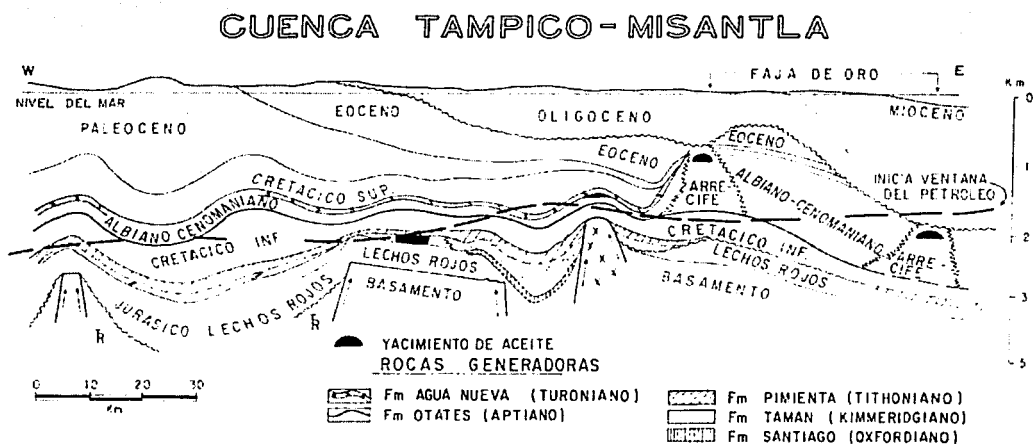 CUENCA TAMPICO - MISANTLA
W
FAJA DE ORO
E
Km
NIVEL DEL MAR
0
PALEOCENO
EOCENO
OLIGOCENO
MIOCENO
EOCENO
EOCENO
1
CRETACICO SUP.
ALBIANO CENOMANIANO
ARRE-
CIFE
ALBIANO-CENOMANIANO
INICIA VENTANA
DEL PETROLEO
CRETACICO INF.
CRETACICO INF.
2
LECHOS ROJOS
LECHOS ROJOS
ARRE-
CIFE
BASAMENTO
BASAMENTO
3
JURASICO
LECHOS ROJOS
YACIMIENTO DE ACEITE
5
ROCAS GENERADORAS
0 10 20 30
Km
Fm AGUA NUEVA (TURONIANO)
Fm OTATES (APTIANO)
Fm PIMIENTA (TITHONIANO)
Fm TAMAN (KIMMERIDGIANO)
Fm SANTIAGO (OXFORDIANO)